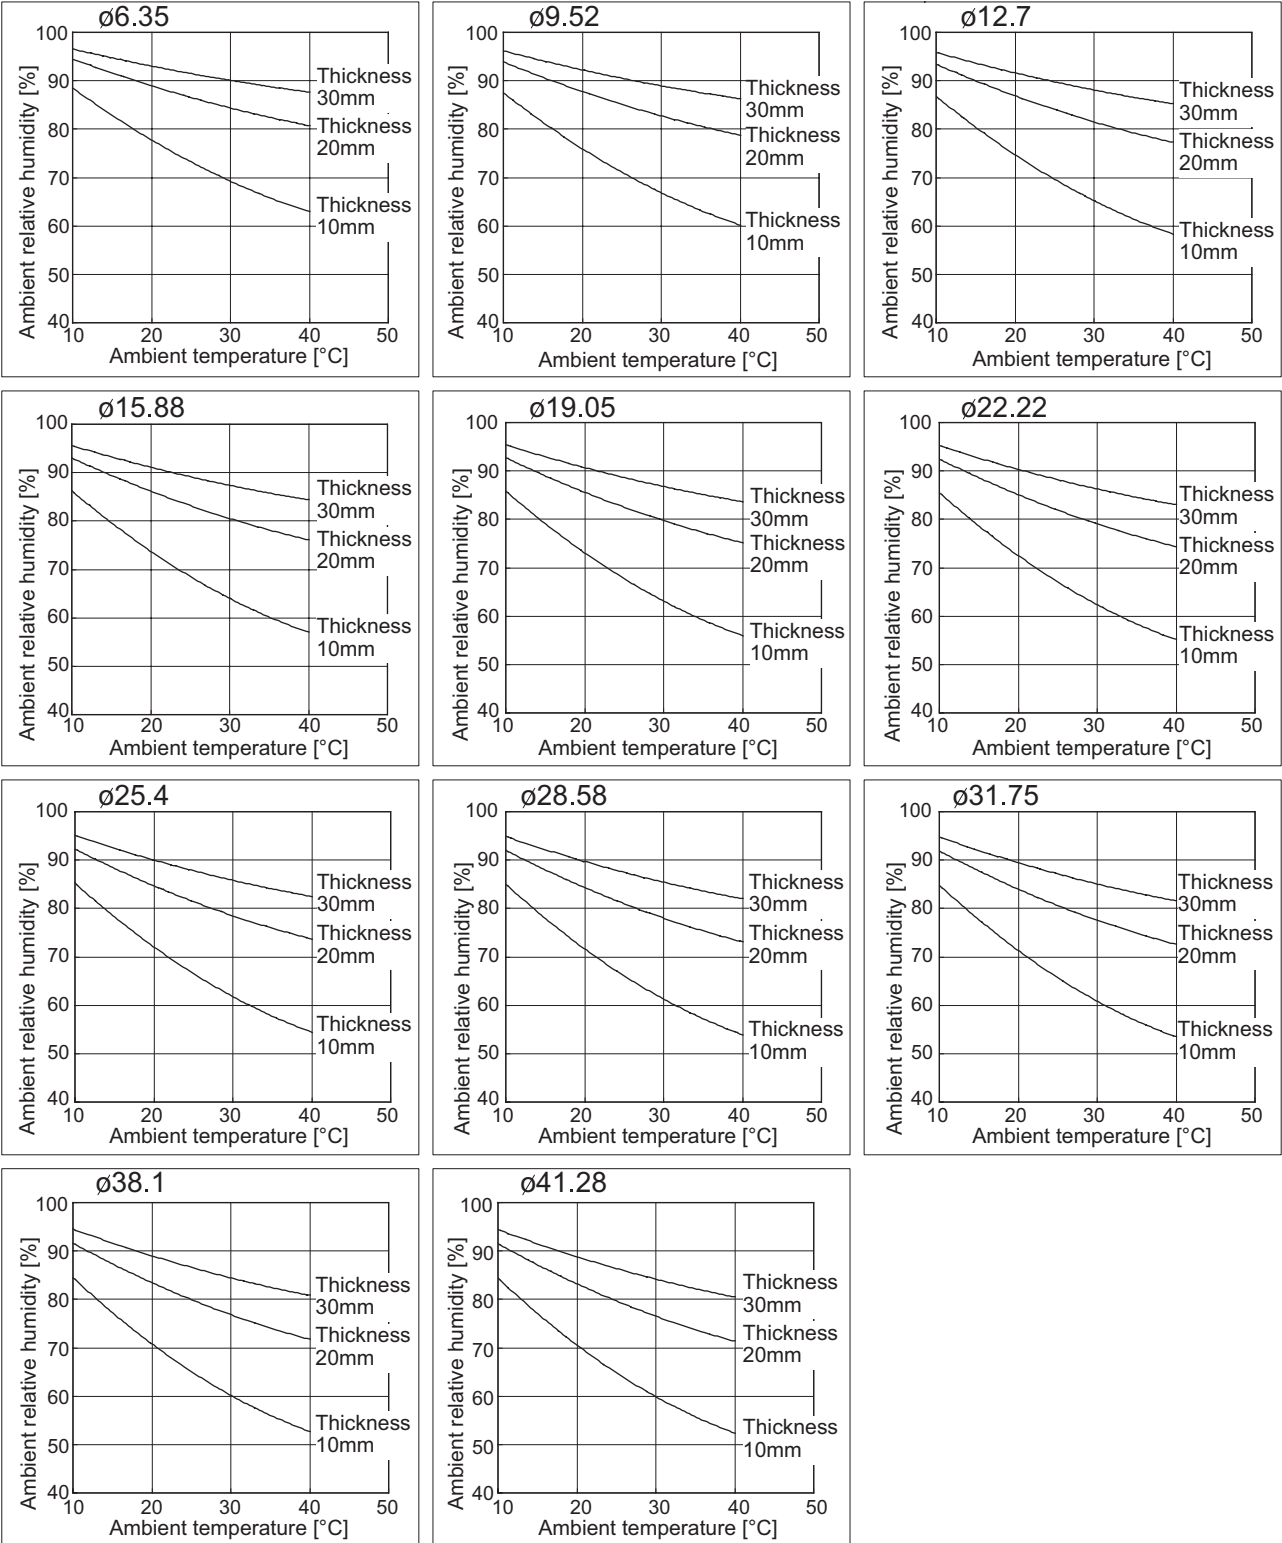 ø6.35
100
90
80
70
60
50
40
10
20
30
40
50
Ambient relative humidity [%]
Ambient temperature [°C]
Thickness
30mm
Thickness
20mm
Thickness
10mm
ø9.52
100
90
80
70
60
50
40
10
20
30
40
50
Ambient relative humidity [%]
Ambient temperature [°C]
Thickness
30mm
Thickness
20mm
Thickness
10mm
ø12.7
100
90
80
70
60
50
40
10
20
30
40
50
Ambient relative humidity [%]
Ambient temperature [°C]
Thickness
30mm
Thickness
20mm
Thickness
10mm
ø15.88
100
90
80
70
60
50
40
10
20
30
40
50
Ambient relative humidity [%]
Ambient temperature [°C]
Thickness
30mm
Thickness
20mm
Thickness
10mm
ø19.05
100
90
80
70
60
50
40
10
20
30
40
50
Ambient relative humidity [%]
Ambient temperature [°C]
Thickness
30mm
Thickness
20mm
Thickness
10mm
ø22.22
100
90
80
70
60
50
40
10
20
30
40
50
Ambient relative humidity [%]
Ambient temperature [°C]
Thickness
30mm
Thickness
20mm
Thickness
10mm
ø25.4
100
90
80
70
60
50
40
10
20
30
40
50
Ambient relative humidity [%]
Ambient temperature [°C]
Thickness
30mm
Thickness
20mm
Thickness
10mm
ø28.58
100
90
80
70
60
50
40
10
20
30
40
50
Ambient relative humidity [%]
Ambient temperature [°C]
Thickness
30mm
Thickness
20mm
Thickness
10mm
ø31.75
100
90
80
70
60
50
40
10
20
30
40
50
Ambient relative humidity [%]
Ambient temperature [°C]
Thickness
30mm
Thickness
20mm
Thickness
10mm
ø38.1
100
90
80
70
60
50
40
10
20
30
40
50
Ambient relative humidity [%]
Ambient temperature [°C]
Thickness
30mm
Thickness
20mm
Thickness
10mm
ø41.28
100
90
80
70
60
50
40
10
20
30
40
50
Ambient relative humidity [%]
Ambient temperature [°C]
Thickness
30mm
Thickness
20mm
Thickness
10mm